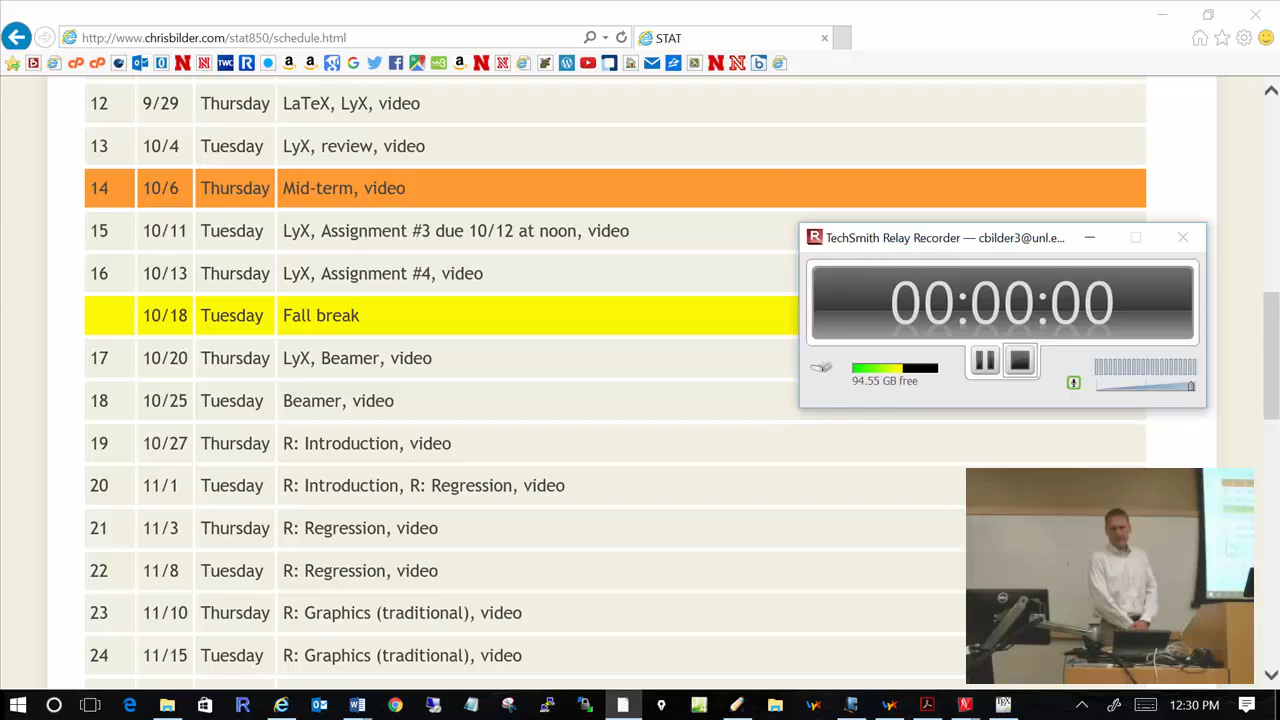 http://www.chrisbilder.com/stat850/schedule.html
STAT
12 9/29 Thursday LaTeX, LyX, video
13 10/4 Tuesday LyX, review, video
14 10/6 Thursday Mid-term, video
15 10/11 Tuesday LyX, Assignment #3 due 10/12 at noon, video
16 10/13 Thursday LyX, Assignment #4, video
10/18 Tuesday Fall break
17 10/20 Thursday LyX, Beamer, video
18 10/25 Tuesday Beamer, video
19 10/27 Thursday R: Introduction, video
20 11/1 Tuesday R: Introduction, R: Regression, video
21 11/3 Thursday R: Regression, video
22 11/8 Tuesday R: Regression, video
23 11/10 Thursday R: Graphics (traditional), video
24 11/15 Tuesday R: Graphics (traditional), video
TechSmith Relay Recorder — cbilder3@unl.e...
00:00:00
94.55 GB free
12:30 PM